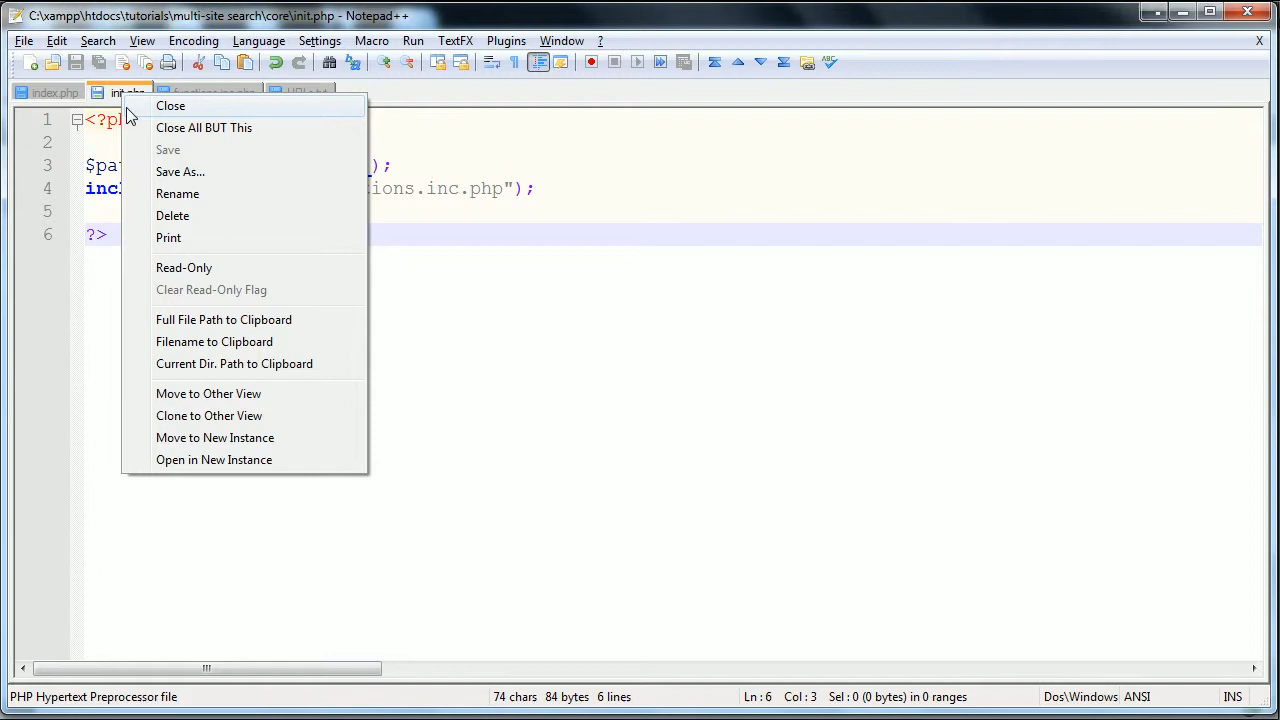 C:\xampp\htdocs\tutorials\multi-site search\core\init.php - Notepad++
File Edit Search View Encoding Language Settings Macro Run TextFX Plugins Window ? X
index.php init.php functions.inc.php URLs.txt
Close
Close All BUT This
Save
Save As...
Rename
Delete
Print
Read-Only
Clear Read-Only Flag
Full File Path to Clipboard
Filename to Clipboard
Current Dir. Path to Clipboard
Move to Other View
Clone to Other View
Move to New Instance
Open in New Instance
1 <?ph
2
3 $pat );
4 incl ions.inc.php");
5
6 ?>
PHP Hypertext Preprocessor file 74 chars 84 bytes 6 lines Ln : 6 Col : 3 Sel : 0 (0 bytes) in 0 ranges Dos\Windows ANSI INS